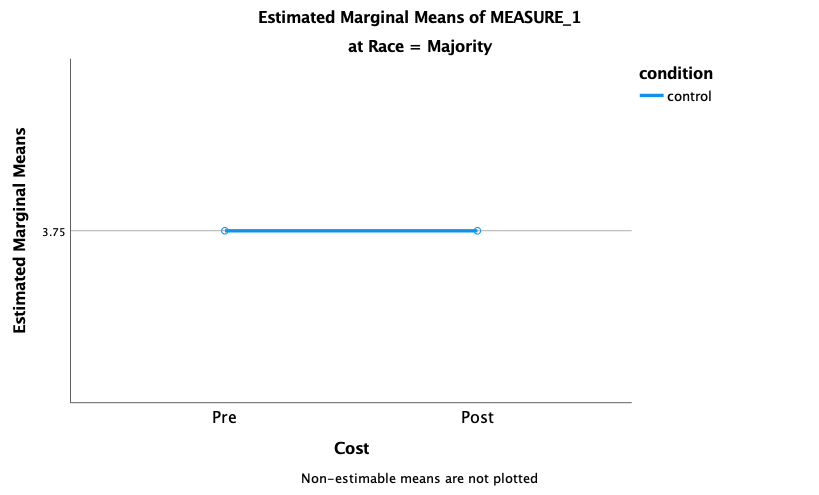 Estimated Marginal Means of MEASURE_1
at Race = Majority
condition
control
Estimated Marginal Means
3.75
Pre
Post
Cost
Non-estimable means are not plotted